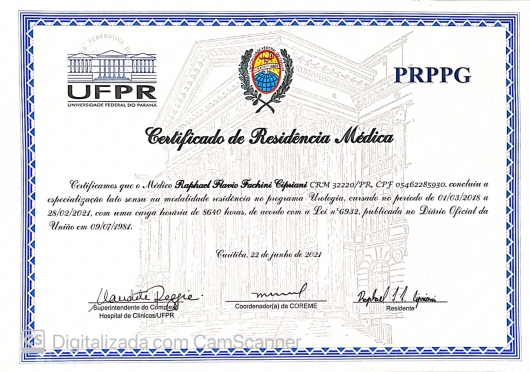 UFPR
UNIVERSIDADE FEDERAL DO PARANÁ
PRPPG
Certificado de Residência Médica
Certificamos que o Médico Raphael Flavio Fachini Cipriani CRM 32220/PR, CPF 05462285930, concluiu a
especialização lato sensu na modalidade residência no programa Urologia, cursado no período de 01/03/2018 a
28/02/2021, com uma carga horária de 8640 horas, de acordo com a Lei nº6932, publicada no Diário Oficial da
União em 09/07/1981.
Curitiba, 22 de junho de 2021
Superintendente do Complexo
Hospital de Clínicas/UFPR
Coordenador(a) da COREME
Residente
CS Digitalizada com CamScanner